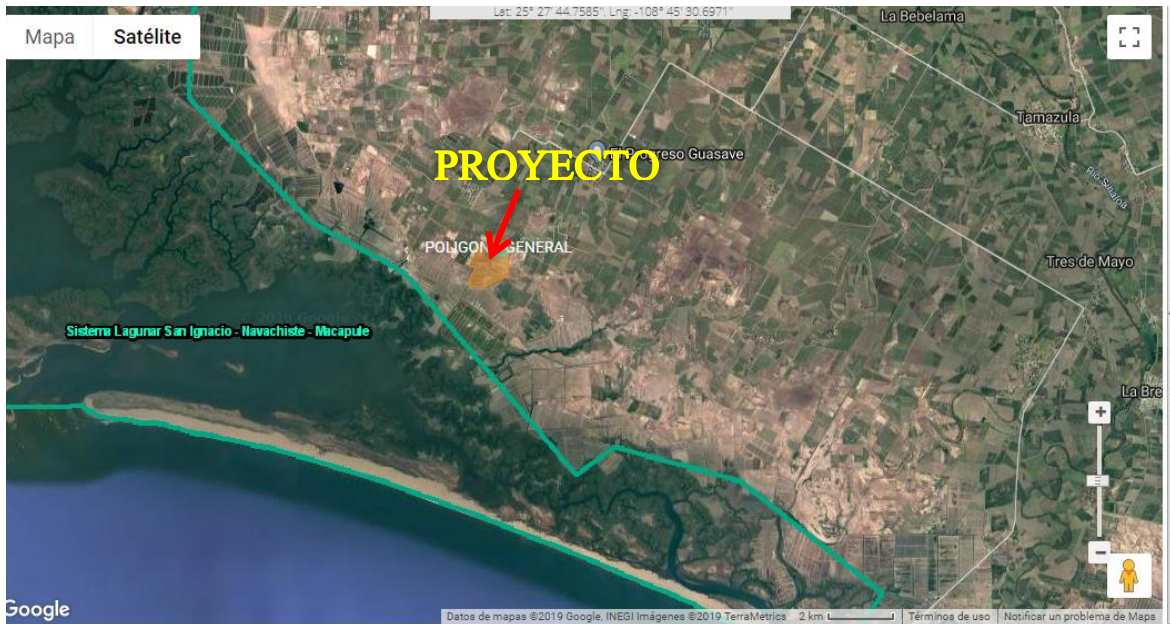 Lat: 25° 27' 44.7585", Lng: -108° 45' 30.6971"
La Bebelama
Mapa
Satélite
Tamazula
El Progreso Guasave
PROYECTO
Río Sinaloa
POLIGONO GENERAL
Tres de Mayo
Sistema Lagunar San Ignacio - Navachiste - Macapule
La Bre
+
−
Google
Datos de mapas ©2019 Google, INEGI Imágenes ©2019 TerraMetrics
2 km
Términos de uso
Notificar un problema de Maps